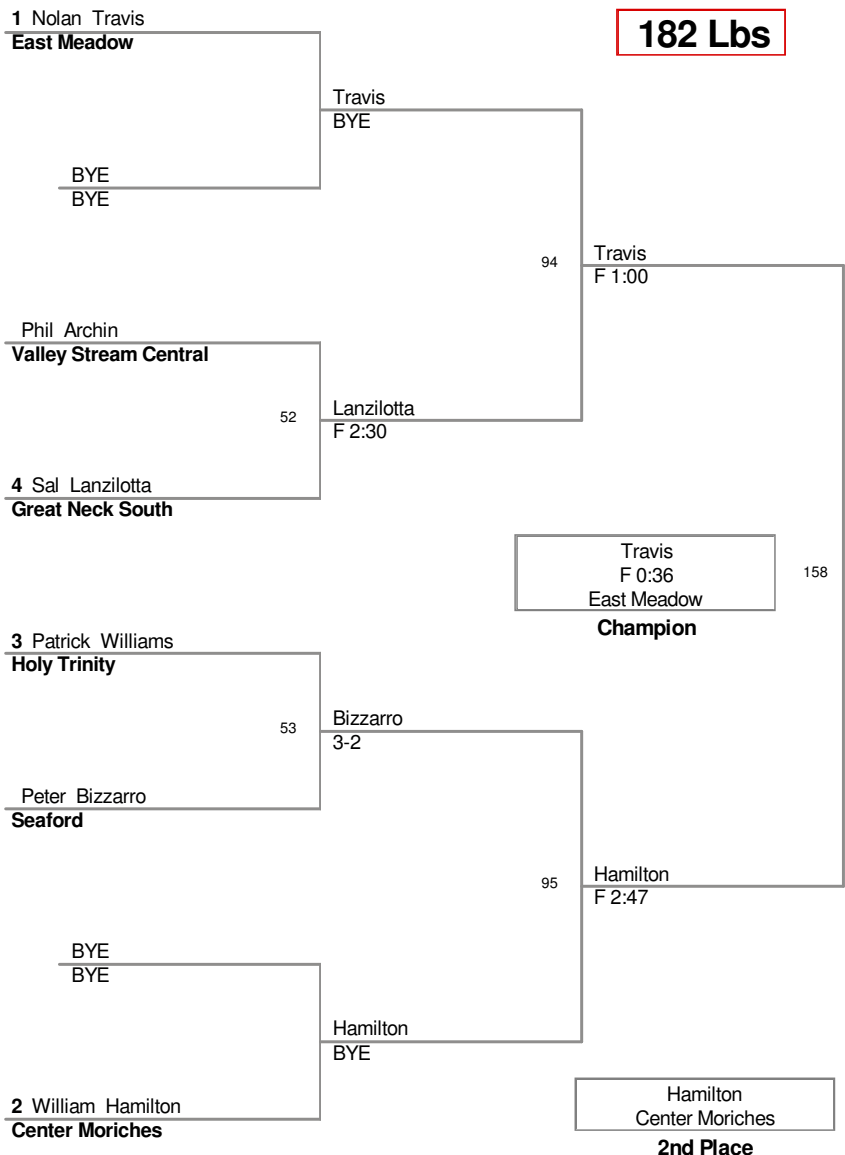 1 Nolan Travis
East Meadow
182 Lbs
Travis
BYE
BYE
BYE
94
Travis
F 1:00
Phil Archin
Valley Stream Central
52
Lanzilotta
F 2:30
4 Sal Lanzilotta
Great Neck South
Travis
F 0:36
East Meadow
158
Champion
3 Patrick Williams
Holy Trinity
53
Bizzarro
3-2
Peter Bizzarro
Seaford
95
Hamilton
F 2:47
BYE
BYE
Hamilton
BYE
2 William Hamilton
Center Moriches
Hamilton
Center Moriches
2nd Place